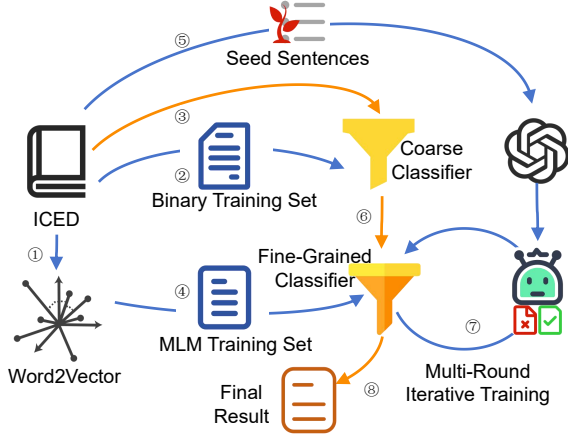 ⑤
Seed Sentences
③
②
Binary Training Set
Coarse
Classifier
ICED
①
⑥
Fine-Grained
Classifier
④
MLM Training Set
Word2Vector
⑦
Multi-Round
Iterative Training
⑧
Final
Result